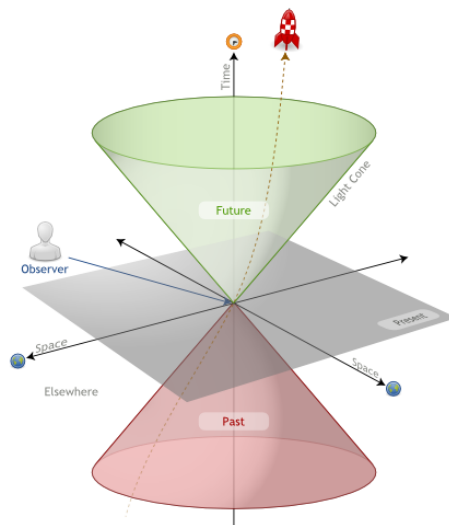 Time
Light Cone
Future
Observer
Present
Space
Space
Elsewhere
Past